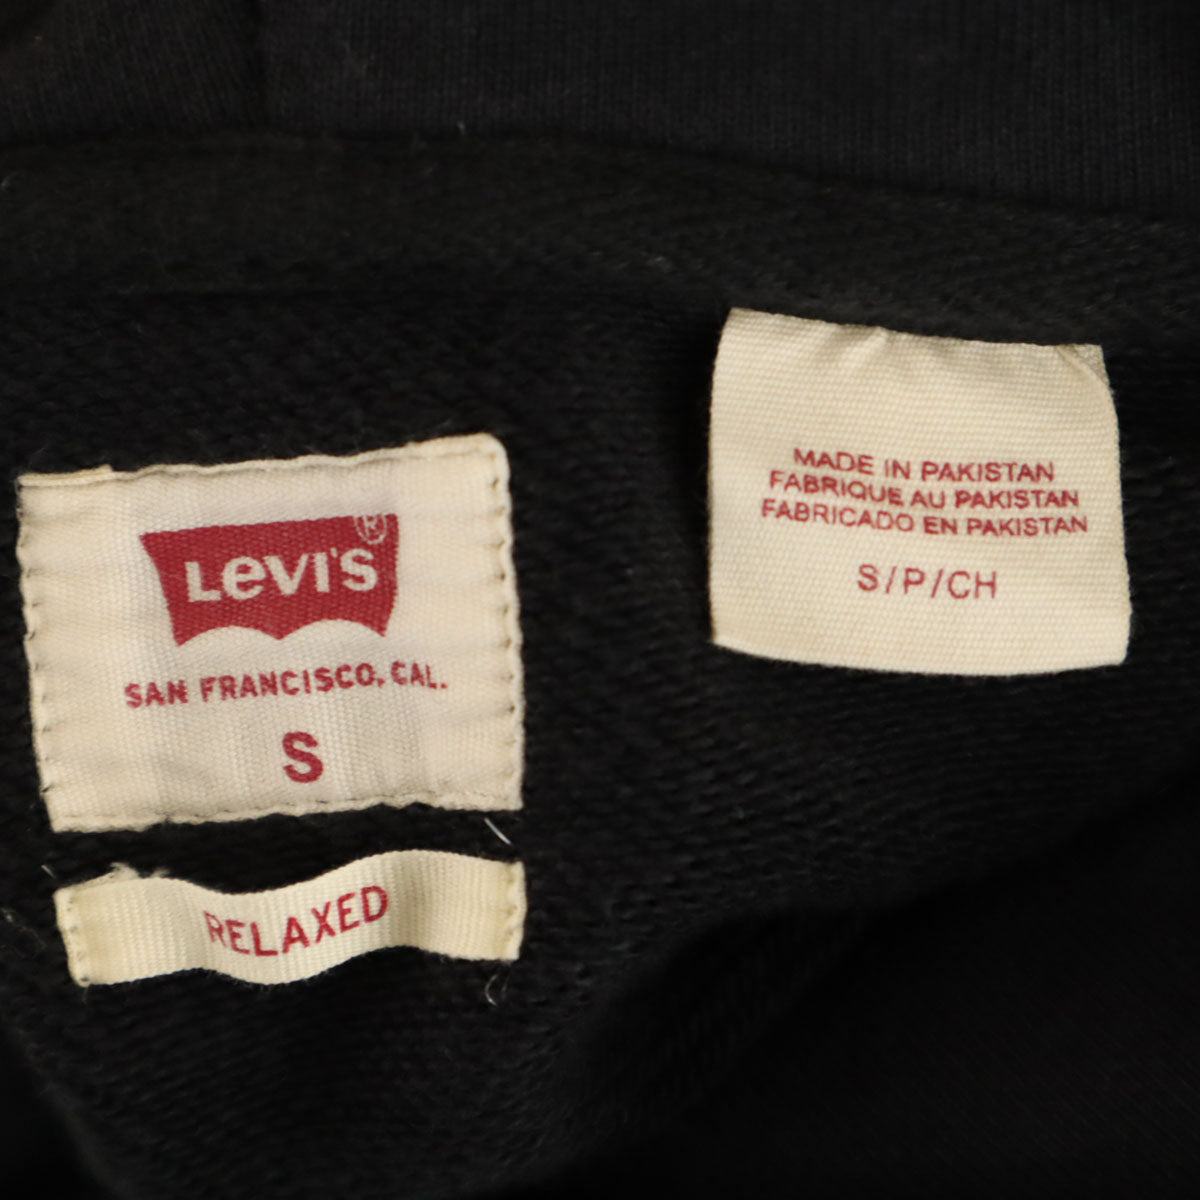 LEVI'S®
SAN FRANCISCO, CAL.
S
RELAXED
MADE IN PAKISTAN
FABRIQUE AU PAKISTAN
FABRICADO EN PAKISTAN
S/P/CH